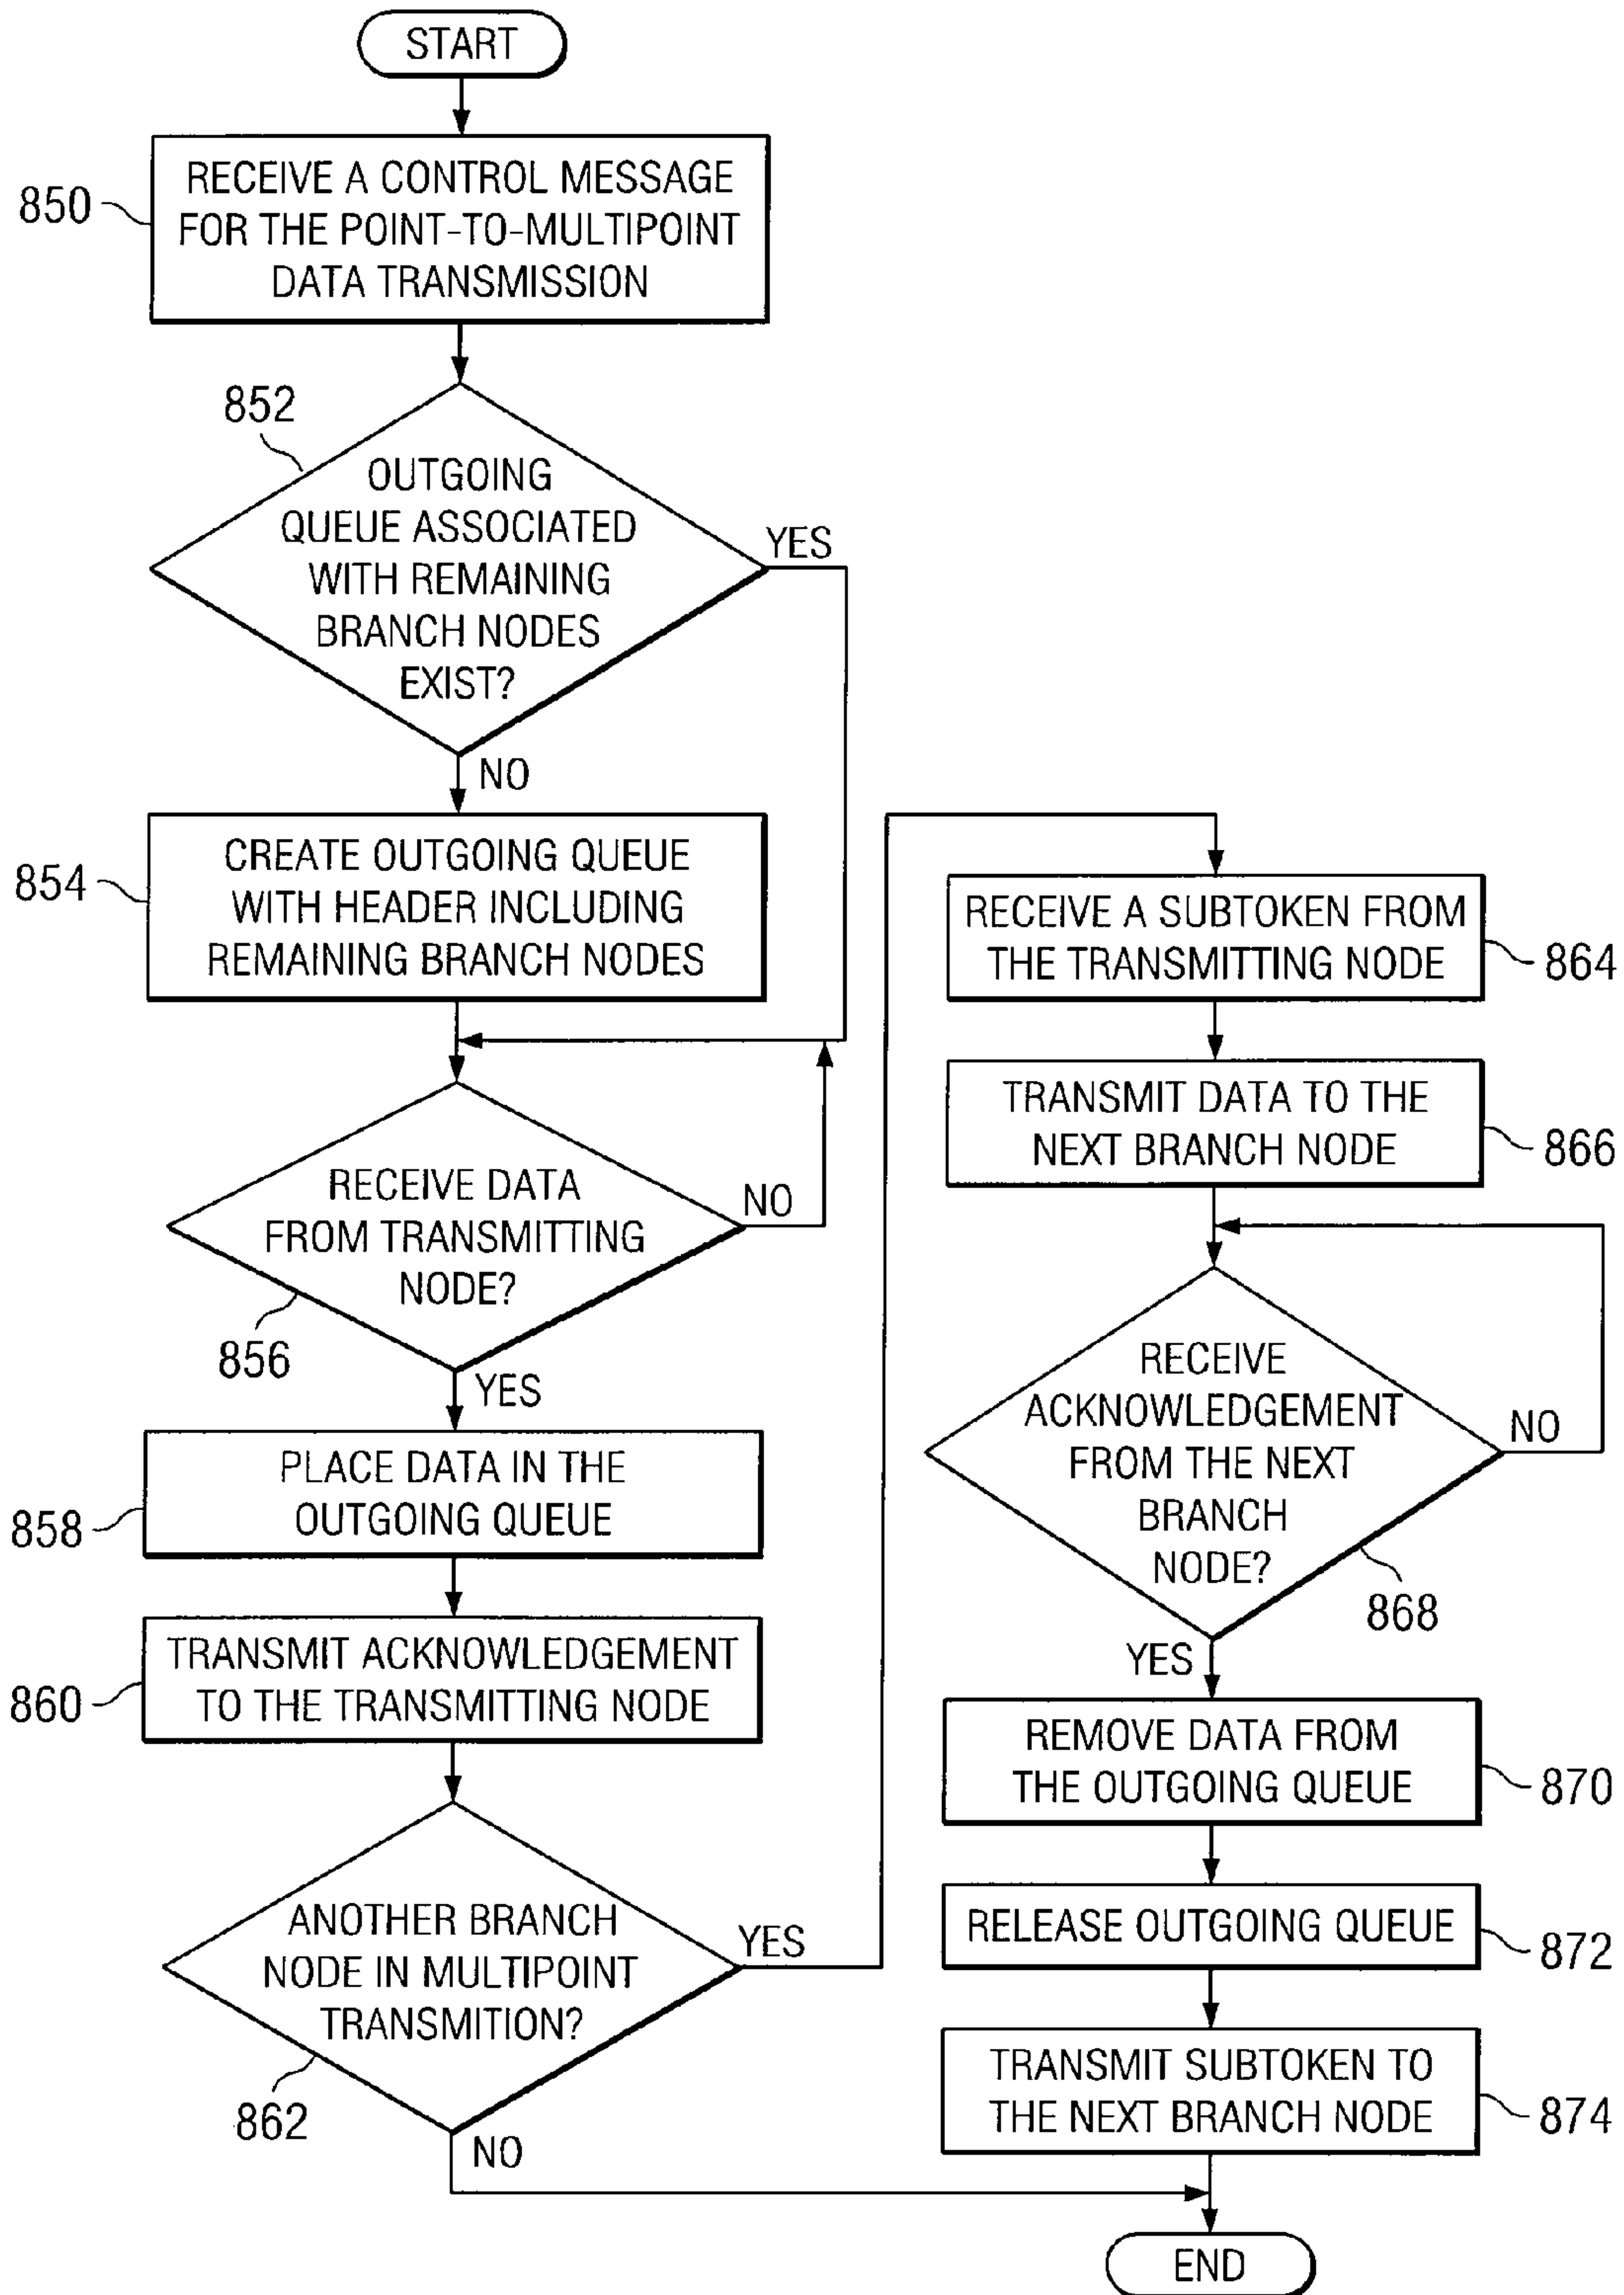 START
850
RECEIVE A CONTROL MESSAGE
FOR THE POINT-TO-MULTIPOINT
DATA TRANSMISSION
852
OUTGOING
QUEUE ASSOCIATED
WITH REMAINING
BRANCH NODES
EXIST?
YES
NO
854
CREATE OUTGOING QUEUE
WITH HEADER INCLUDING
REMAINING BRANCH NODES
RECEIVE DATA
FROM TRANSMITTING
NODE?
NO
856
YES
858
PLACE DATA IN THE
OUTGOING QUEUE
860
TRANSMIT ACKNOWLEDGEMENT
TO THE TRANSMITTING NODE
ANOTHER BRANCH
NODE IN MULTIPOINT
TRANSMITION?
YES
862
NO
RECEIVE A SUBTOKEN FROM
THE TRANSMITTING NODE
864
TRANSMIT DATA TO THE
NEXT BRANCH NODE
866
RECEIVE
ACKNOWLEDGEMENT
FROM THE NEXT
BRANCH
NODE?
NO
868
YES
REMOVE DATA FROM
THE OUTGOING QUEUE
870
RELEASE OUTGOING QUEUE
872
TRANSMIT SUBTOKEN TO
THE NEXT BRANCH NODE
874
END